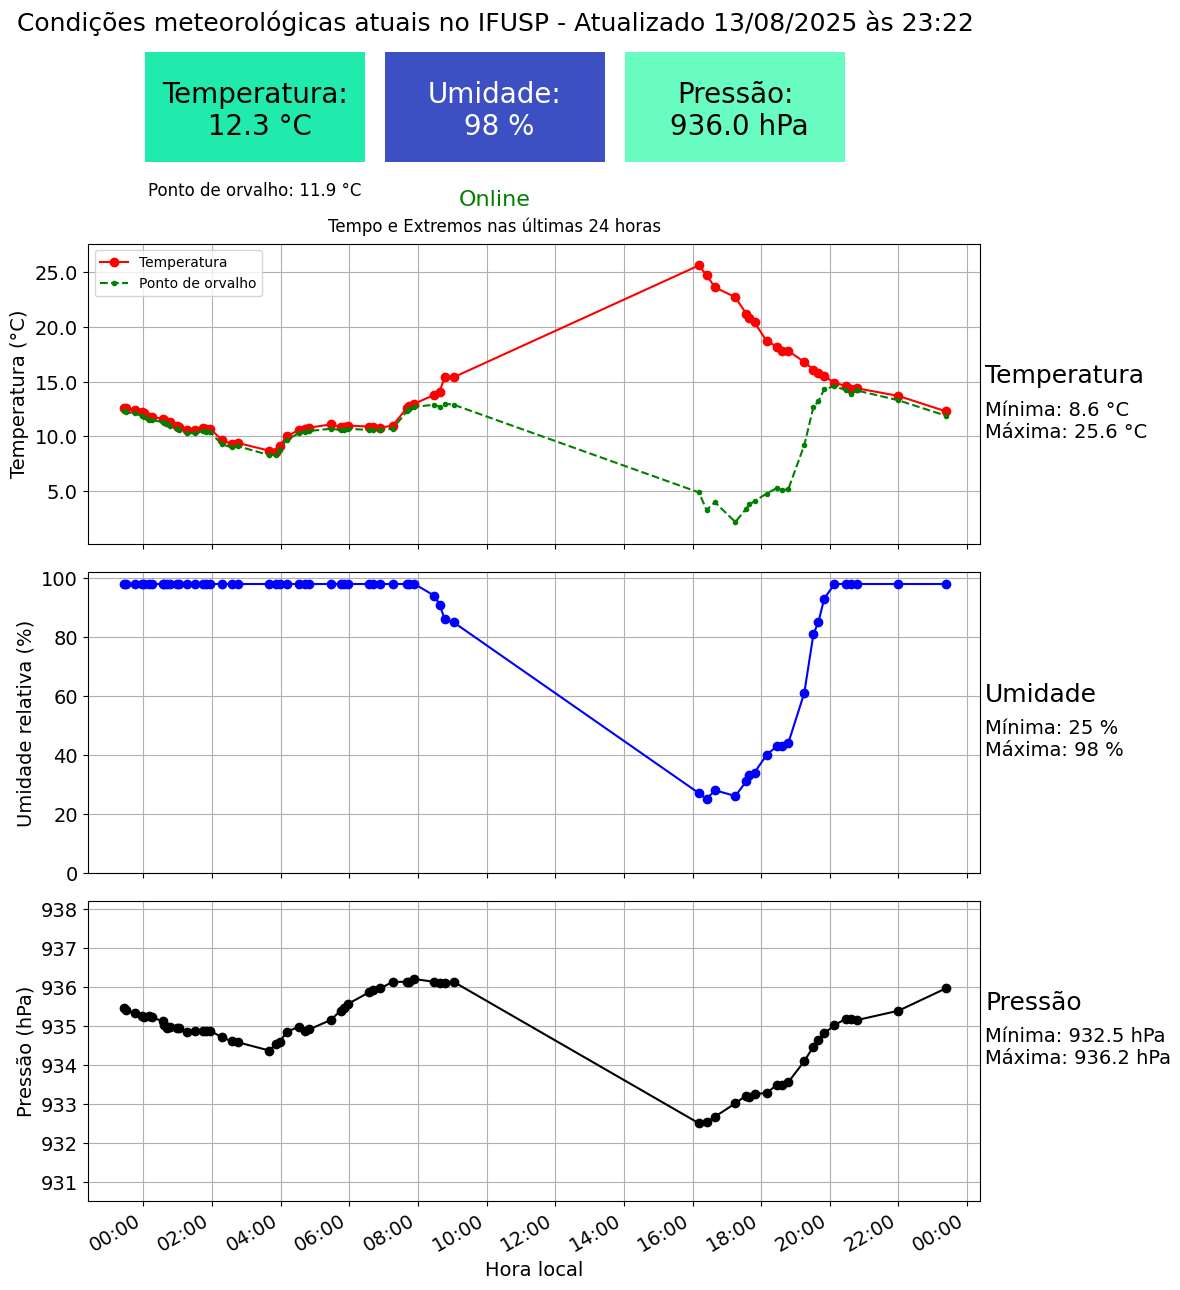 Condições meteorológicas atuais no IFUSP - Atualizado 13/08/2025 às 23:22
Temperatura:
12.3 °C
Umidade:
98 %
Pressão:
936.0 hPa
Ponto de orvalho: 11.9 °C
Online
Tempo e Extremos nas últimas 24 horas
Temperatura
Ponto de orvalho
Temperatura (°C)
25.0
20.0
15.0
10.0
5.0
Temperatura
Mínima: 8.6 °C
Máxima: 25.6 °C
Umidade relativa (%)
100
80
60
40
20
0
Umidade
Mínima: 25 %
Máxima: 98 %
Pressão (hPa)
938
937
936
935
934
933
932
931
Pressão
Mínima: 932.5 hPa
Máxima: 936.2 hPa
00:00 02:00 04:00 06:00 08:00 10:00 12:00 14:00 16:00 18:00 20:00 22:00 00:00
Hora local